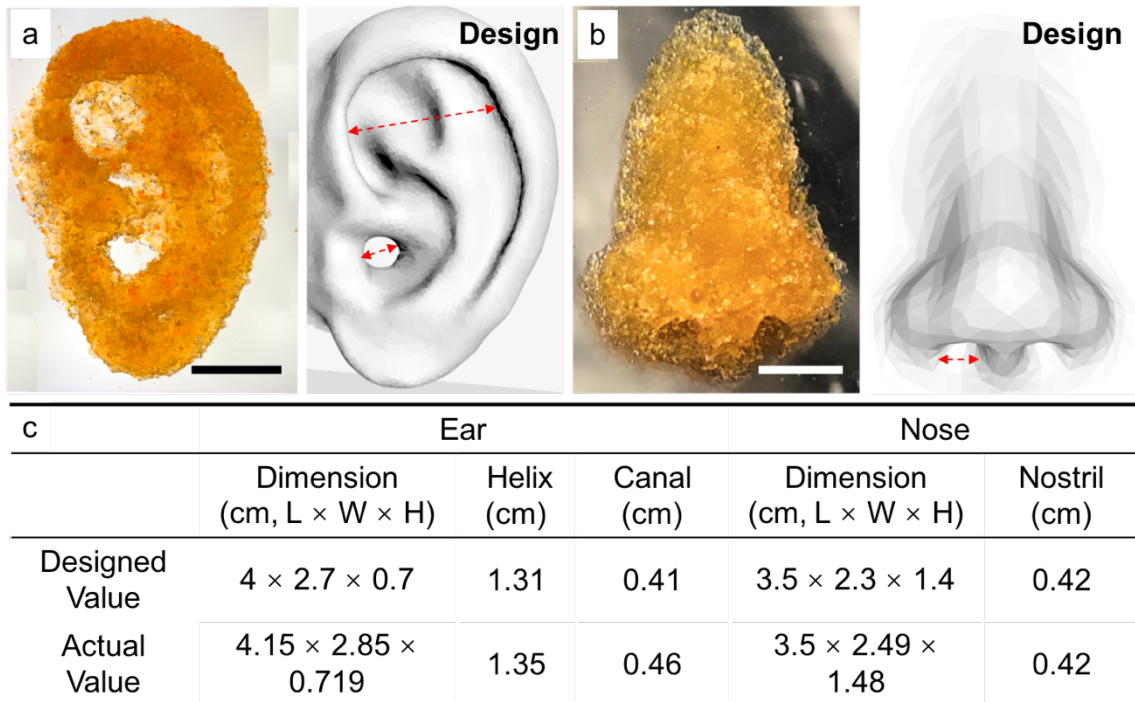 a
Design
b
Design
c
Ear
Nose
Dimension
(cm, L × W × H)
Helix
(cm)
Canal
(cm)
Dimension
(cm, L × W × H)
Nostril
(cm)
Designed
Value
4 × 2.7 × 0.7
1.31
0.41
3.5 × 2.3 × 1.4
0.42
Actual
Value
4.15 × 2.85 ×
0.719
1.35
0.46
3.5 × 2.49 ×
1.48
0.42